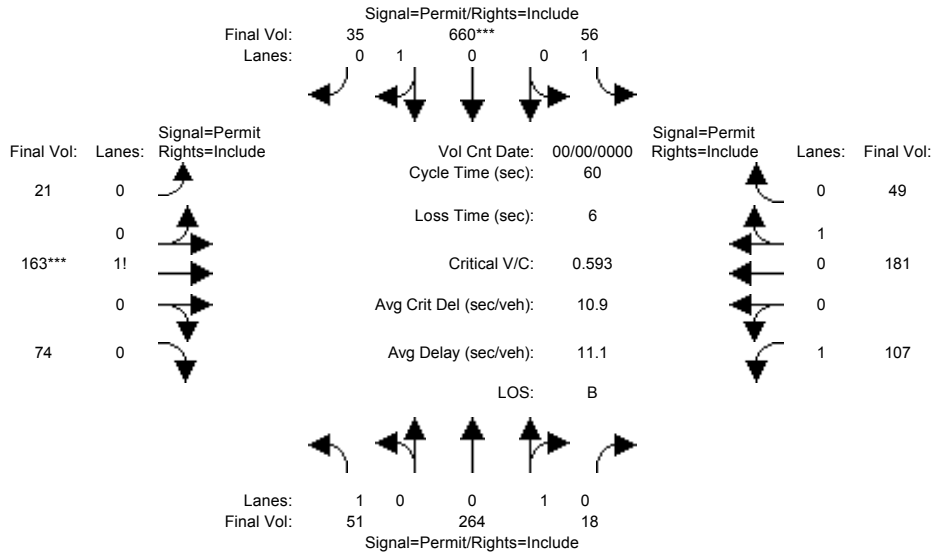 Signal=Permit/Rights=Include
Final Vol: 35 660*** 56
Lanes: 0 1 0 0 1
Signal=Permit Signal=Permit
Final Vol: Lanes: Rights=Include Vol Cnt Date: 00/00/0000 Rights=Include Lanes: Final Vol:
Cycle Time (sec): 60
21 0 0 49
Loss Time (sec): 6
0 1
163*** 1! Critical V/C: 0.593 0 181
0 Avg Crit Del (sec/veh): 10.9 0
74 0 Avg Delay (sec/veh): 11.1 1 107
LOS: B
Lanes: 1 0 0 1 0
Final Vol: 51 264 18
Signal=Permit/Rights=Include